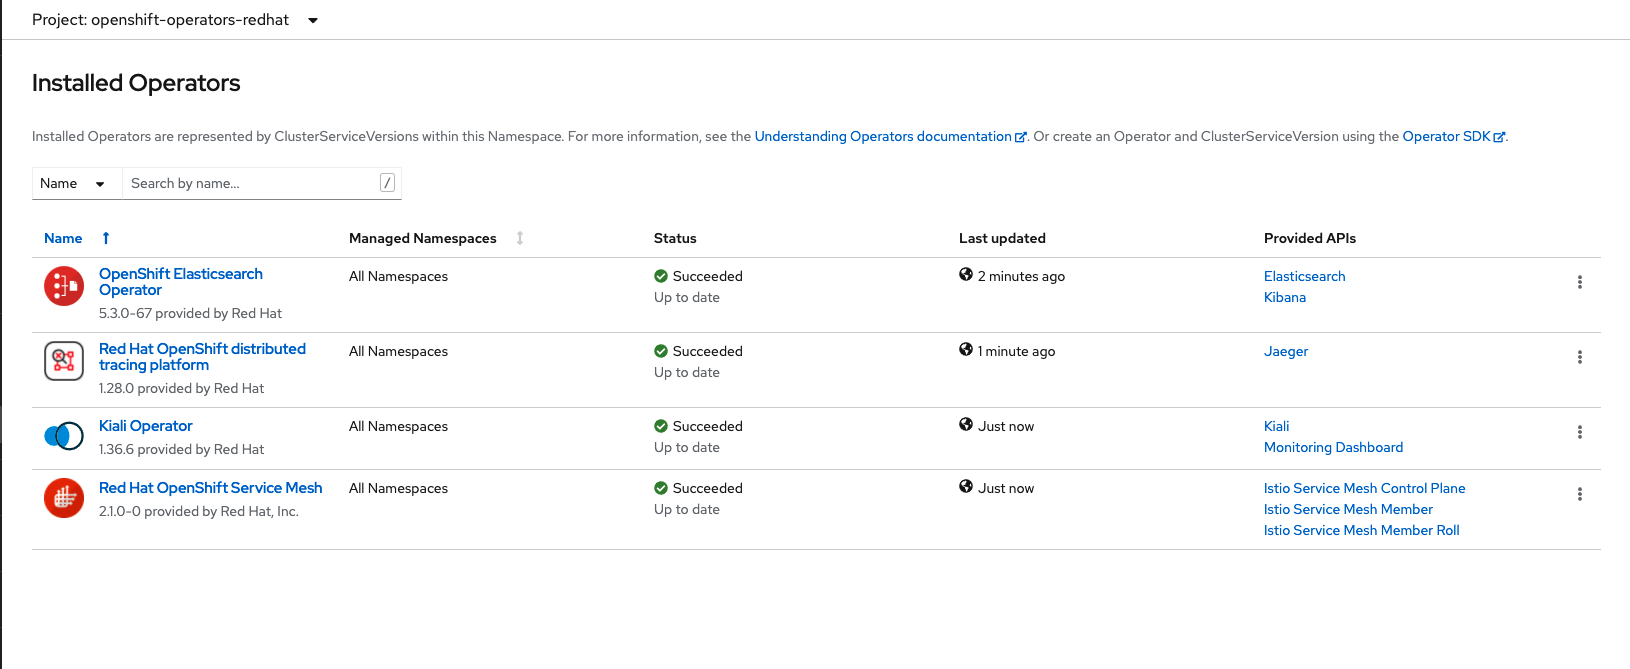 Project: openshift-operators-redhat
Installed Operators
Installed Operators are represented by ClusterServiceVersions within this Namespace. For more information, see the Understanding Operators documentation. Or create an Operator and ClusterServiceVersion using the Operator SDK.
Name Search by name... /
Name Managed Namespaces Status Last updated Provided APIs
OpenShift Elasticsearch All Namespaces Succeeded 2 minutes ago Elasticsearch
Operator Up to date Kibana
5.3.0-67 provided by Red Hat
Red Hat OpenShift distributed All Namespaces Succeeded 1 minute ago Jaeger
tracing platform Up to date
1.28.0 provided by Red Hat
Kiali Operator All Namespaces Succeeded Just now Kiali
1.36.6 provided by Red Hat Up to date Monitoring Dashboard
Red Hat OpenShift Service Mesh All Namespaces Succeeded Just now Istio Service Mesh Control Plane
2.1.0-0 provided by Red Hat, Inc. Up to date Istio Service Mesh Member
Istio Service Mesh Member Roll